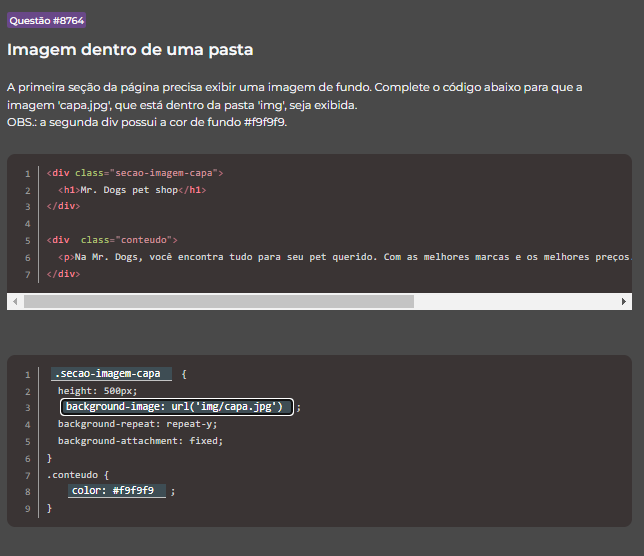 Questão #8764
Imagem dentro de uma pasta
A primeira seção da página precisa exibir uma imagem de fundo. Complete o código abaixo para que a
imagem 'capa.jpg', que está dentro da pasta 'img', seja exibida.
OBS.: a segunda div possui a cor de fundo #f9f9f9.
1 <div class="secao-imagem-capa">
2 <h1>Mr. Dogs pet shop</h1>
3 </div>
4
5 <div class="conteudo">
6 <p>Na Mr. Dogs, você encontra tudo para seu pet querido. Com as melhores marcas e os melhores preços.
7 </div>
1 .secao-imagem-capa {
2 height: 500px;
3 background-image: url('img/capa.jpg') ;
4 background-repeat: repeat-y;
5 background-attachment: fixed;
6 }
7 .conteudo {
8 color: #f9f9f9 ;
9 }